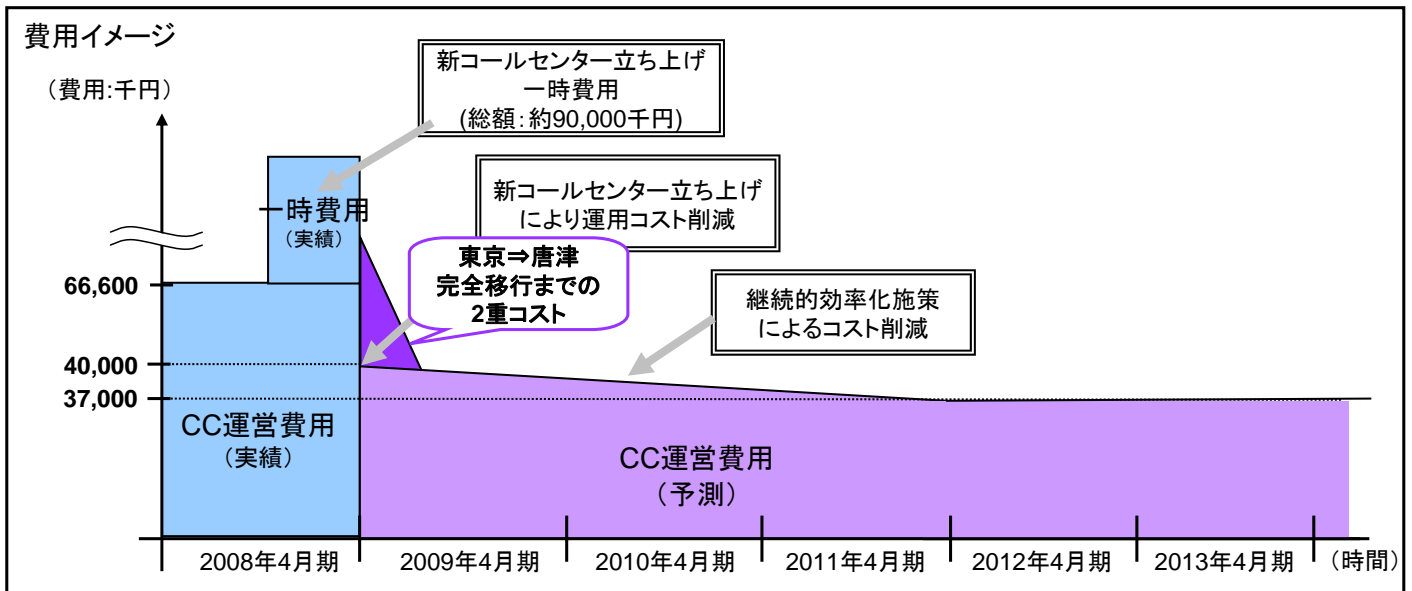 費用イメージ
（費用:千円）
新コールセンター立ち上げ
一時費用
(総額：約90,000千円)
新コールセンター立ち上げ
により運用コスト削減
一時費用
（実績）
東京⇒唐津
完全移行までの
2重コスト
継続的効率化施策
によるコスト削減
66,600
40,000
37,000
CC運営費用
（実績）
CC運営費用
（予測）
2008年4月期
2009年4月期
2010年4月期
2011年4月期
2012年4月期
2013年4月期
（時間）